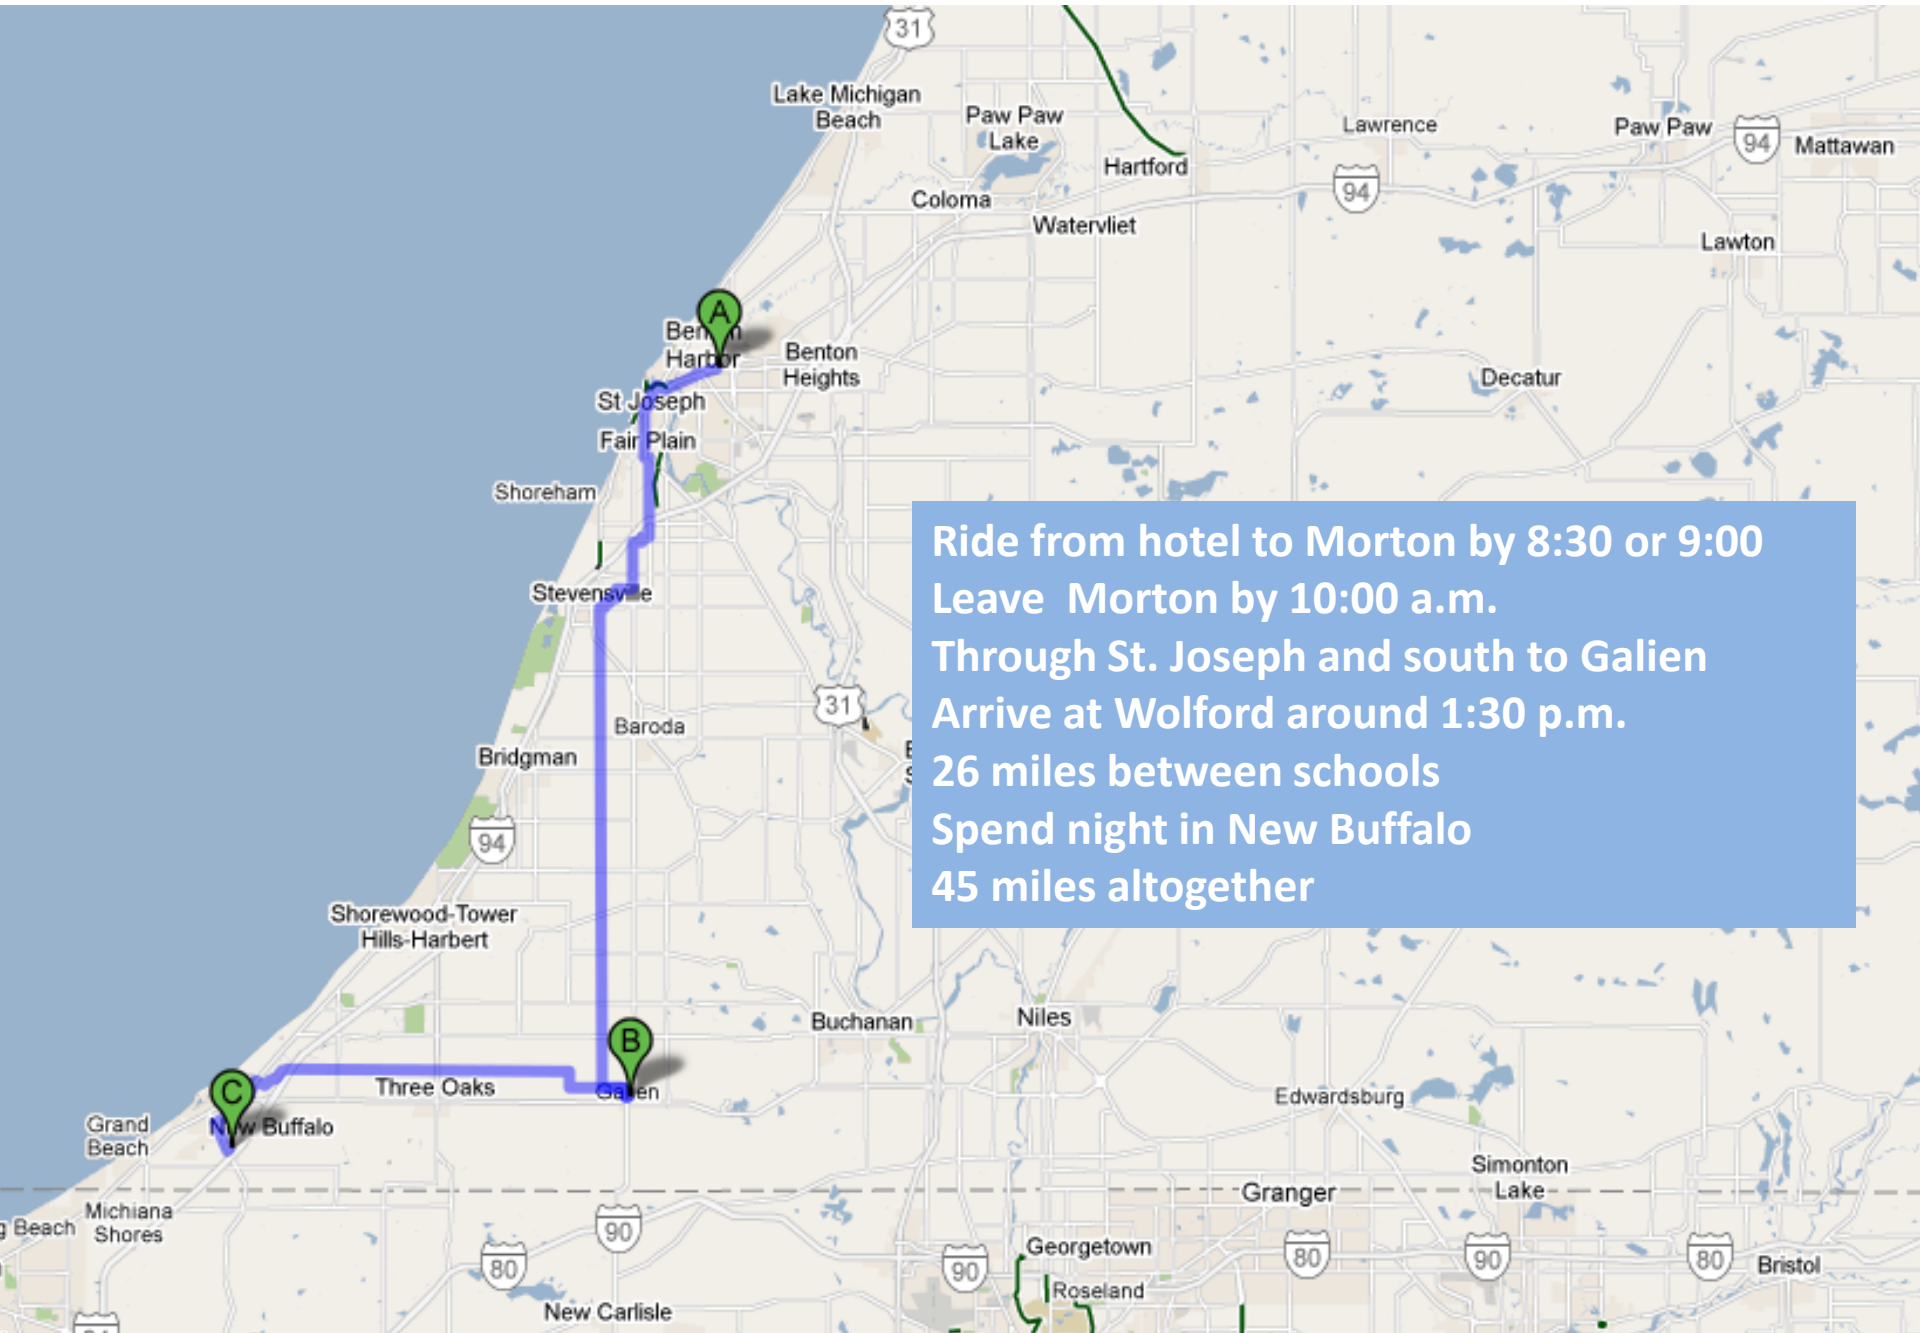 31
Lake Michigan
Beach
Paw Paw
Lake
Hartford
Lawrence
Paw Paw
94
Mattawan
94
Coloma
Watervliet
Lawton
A
Harbor
Benton
Heights
St Joseph
Decatur
Fair Plain
Shoreham
Ride from hotel to Morton by 8:30 or 9:00
Leave Morton by 10:00 a.m.
Through St. Joseph and south to Galien
Arrive at Wolford around 1:30 p.m.
26 miles between schools
Spend night in New Buffalo
45 miles altogether
Stevensville
31
Baroda
Bridgman
94
Shorewood-Tower
Hills-Harbert
Buchanan
Niles
B
Galien
C
Three Oaks
Edwardsburg
Grand
Beach
New Buffalo
Simonton
Lake
Granger
Michiana
Shores
g Beach
90
80
90
Georgetown
80
90
80
Bristol
Roseland
New Carlisle